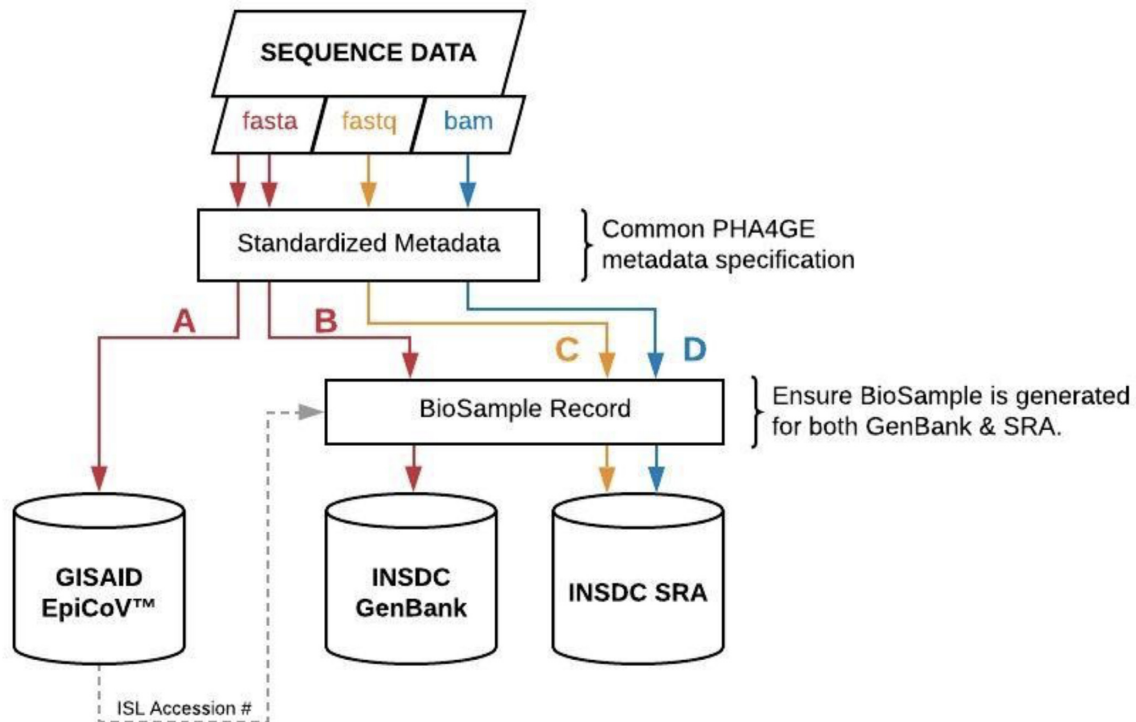 SEQUENCE DATA
fasta fastq bam
Standardized Metadata
Common PHA4GE
metadata specification
A B C D
BioSample Record
Ensure BioSample is generated
for both GenBank & SRA.
GISAID
EpiCoV™
INSDC
GenBank
INSDC SRA
ISL Accession #